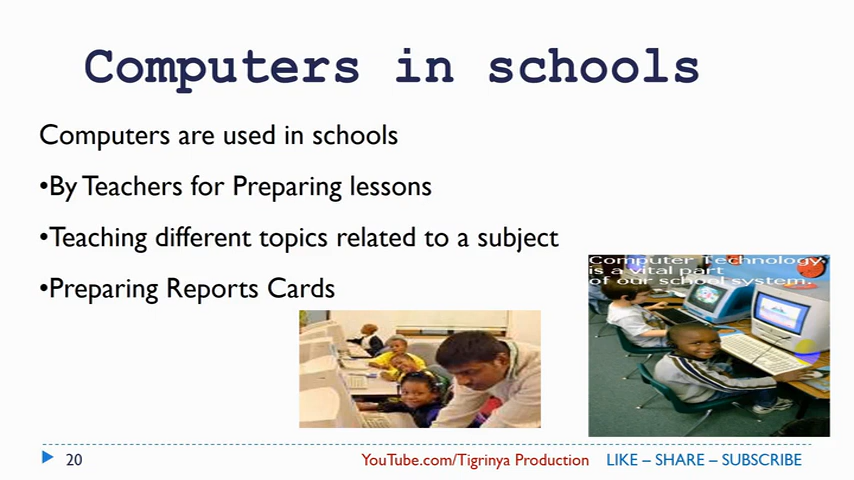 Computers in schools
Computers are used in schools
•By Teachers for Preparing lessons
•Teaching different topics related to a subject
•Preparing Reports Cards
Computer Technology
is a vital part
of our school system.
20
YouTube.com/Tigrinya Production
LIKE – SHARE – SUBSCRIBE